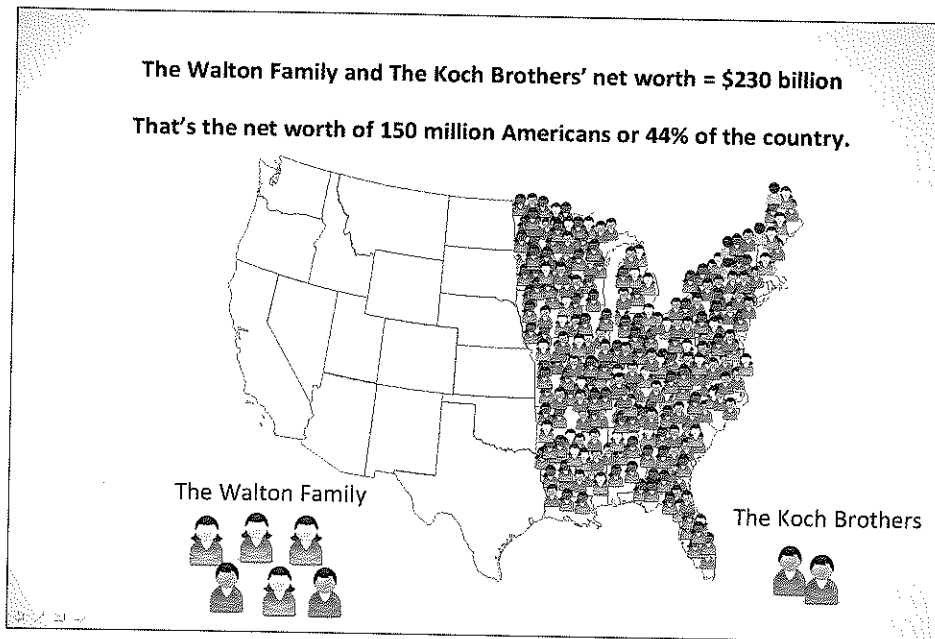 The Walton Family and The Koch Brothers’ net worth = $230 billion
That’s the net worth of 150 million Americans or 44% of the country.
The Walton Family
The Koch Brothers